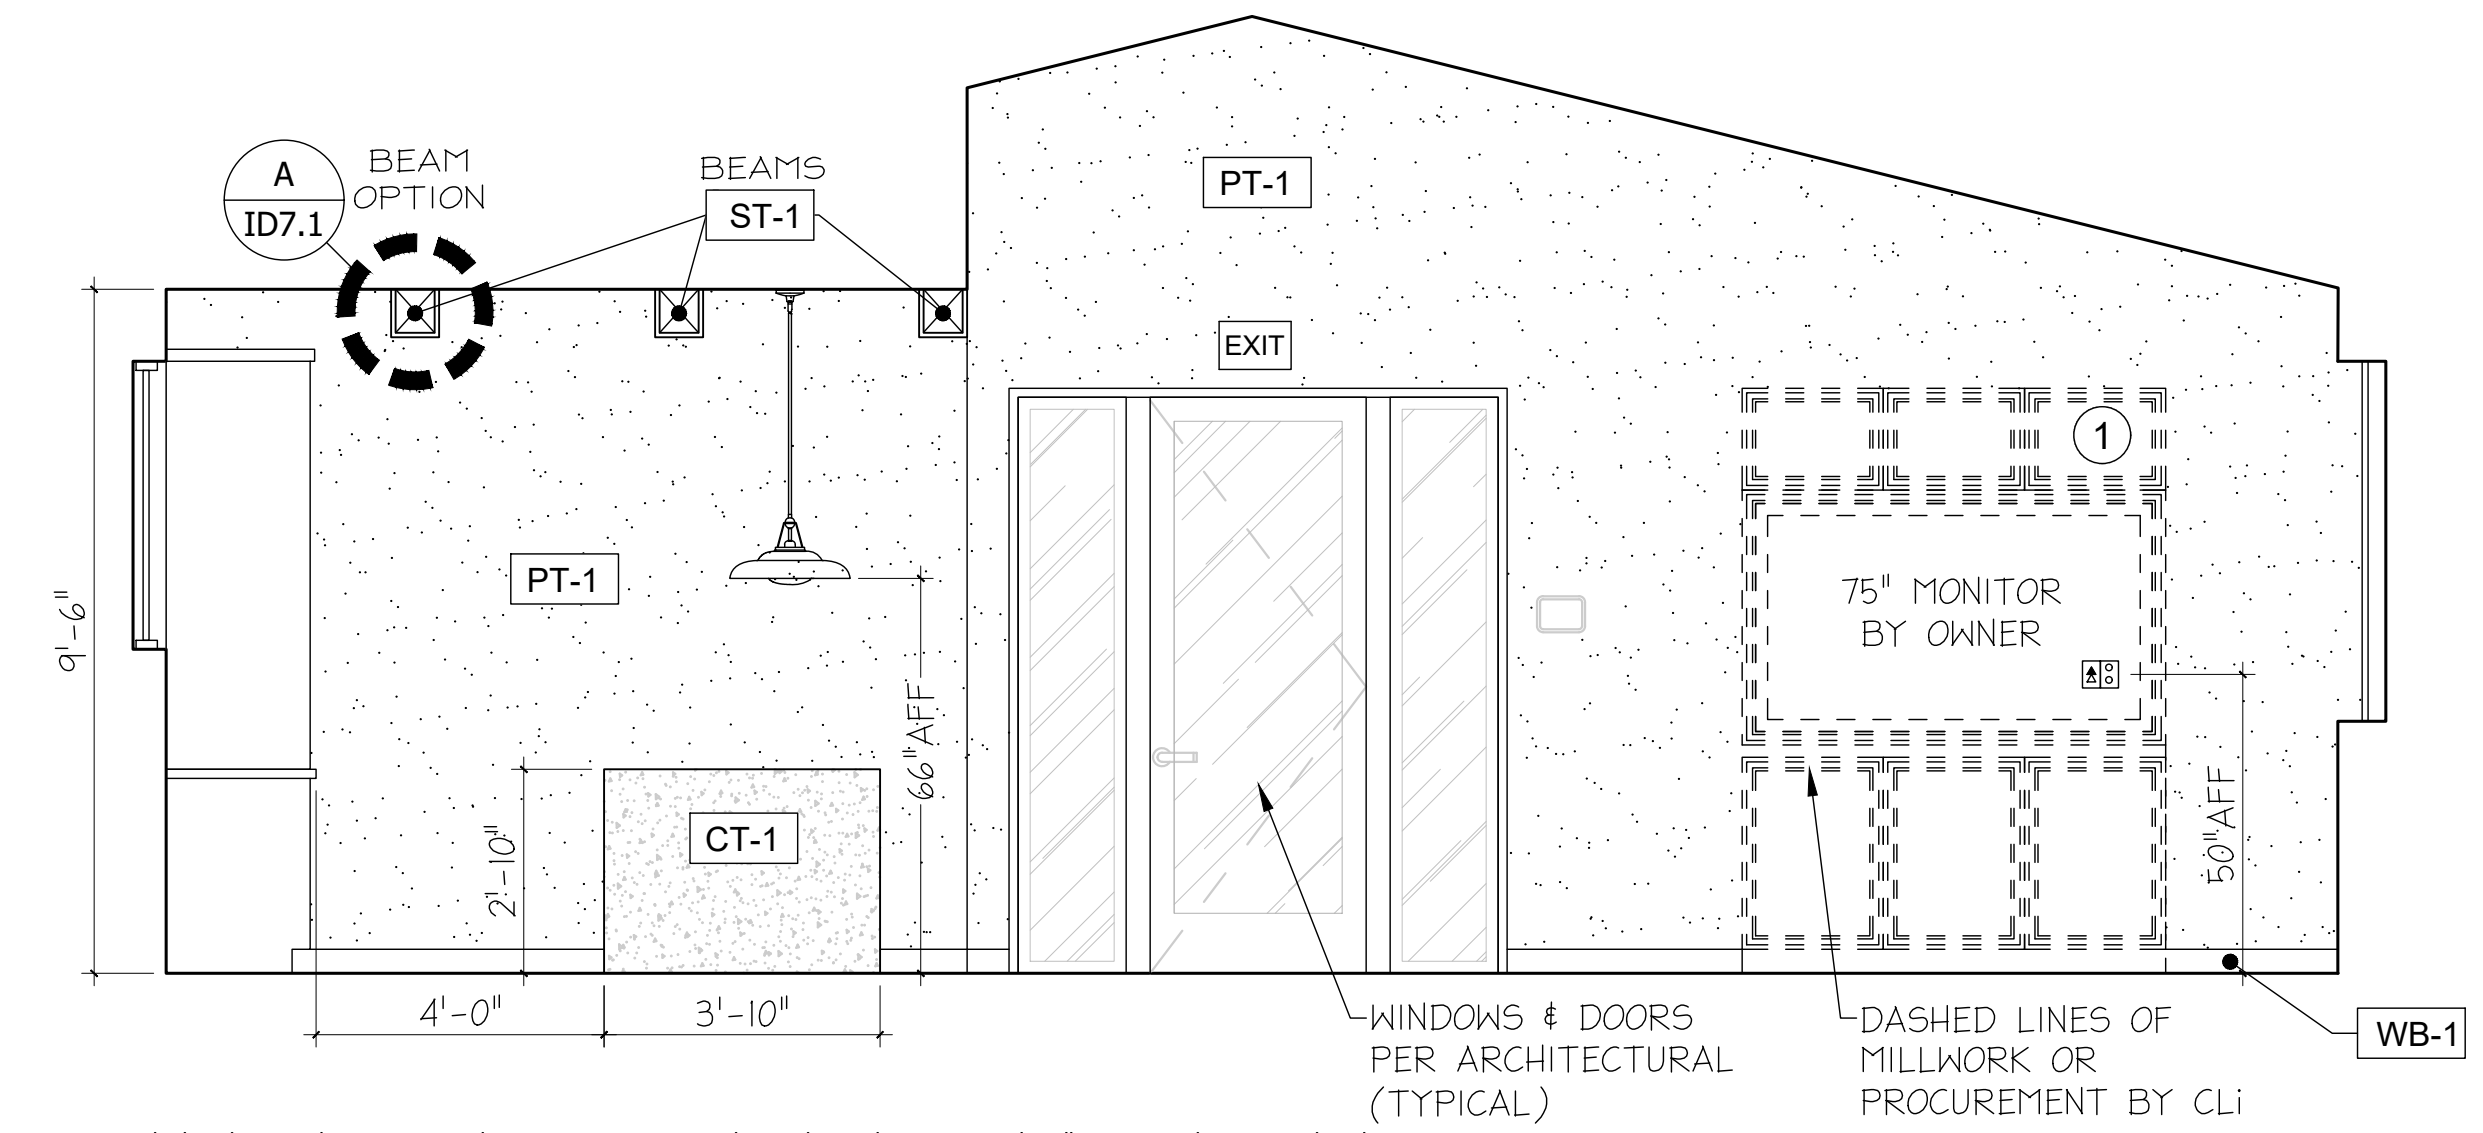 A
ID7.1
BEAM
OPTION
BEAMS
ST-1
PT-1
EXIT
1
PT-1
75" MONITOR
BY OWNER
9'-6"
66" AFF
2'-10"
CT-1
50" AFF
4'-0"
3'-10"
WINDOWS & DOORS
PER ARCHITECTURAL
(TYPICAL)
DASHED LINES OF
MILLWORK OR
PROCUREMENT BY CLi
WB-1